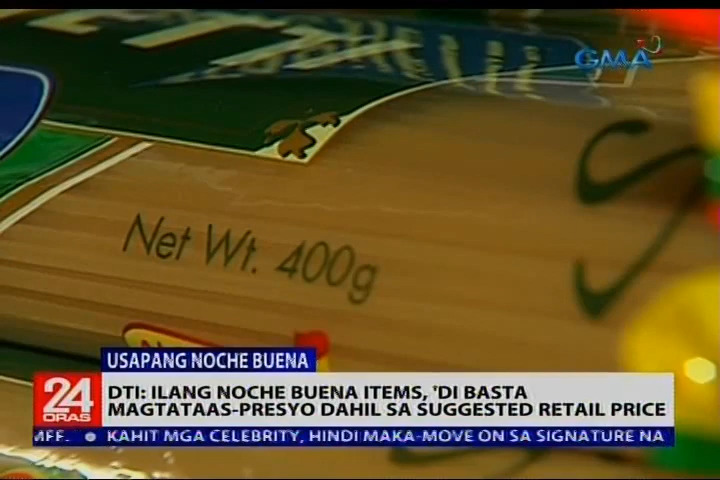 GMA
Net Wt. 400g
USAPANG NOCHE BUENA
24 ORAS
DTI: ILANG NOCHE BUENA ITEMS, 'DI BASTA
MAGTATAAS-PRESYO DAHIL SA SUGGESTED RETAIL PRICE
MFF. ● KAHIT MGA CELEBRITY, HINDI MAKA-MOVE ON SA SIGNATURE NA